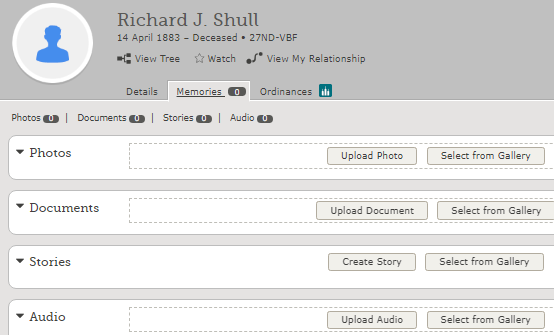 Richard J. Shull
14 April 1883 – Deceased • 27ND-VBF
View Tree Watch View My Relationship
Details Memories 0 Ordinances
Photos 0 | Documents 0 | Stories 0 | Audio 0
Photos Upload Photo Select from Gallery
Documents Upload Document Select from Gallery
Stories Create Story Select from Gallery
Audio Upload Audio Select from Gallery